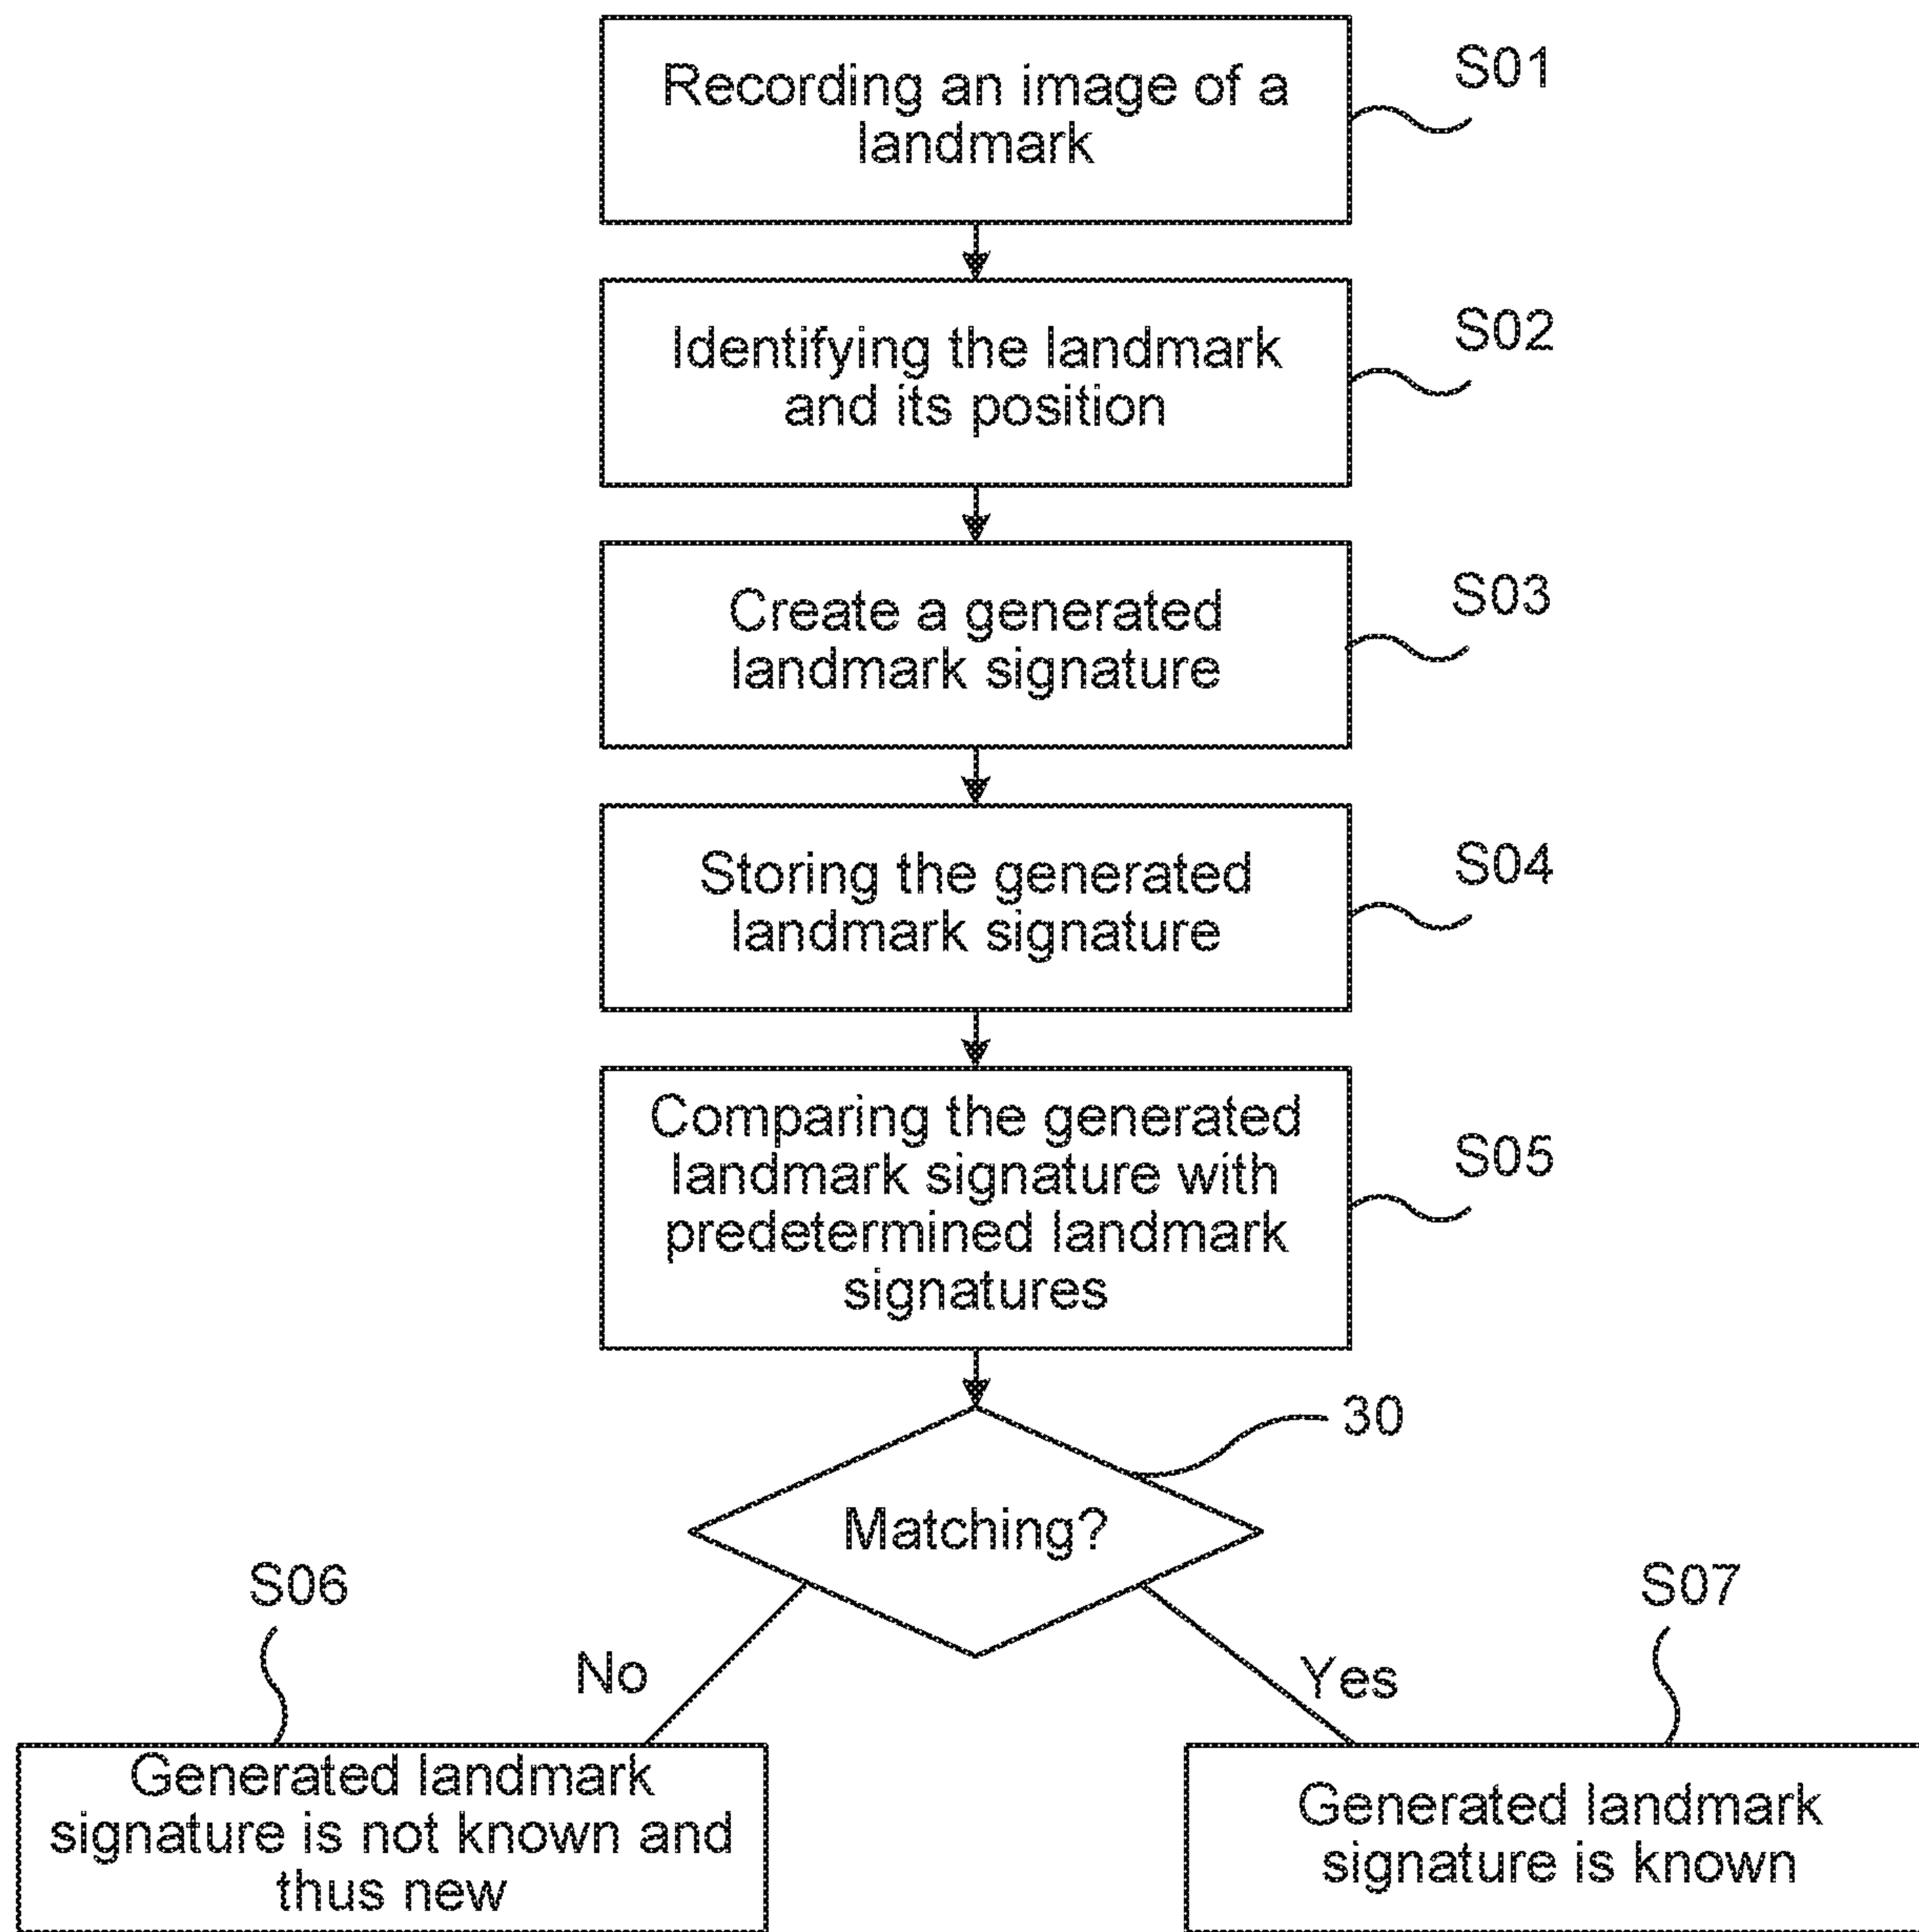 Recording an image of a
landmark
S01
Identifying the landmark
and its position
S02
Create a generated
landmark signature
S03
Storing the generated
landmark signature
S04
Comparing the generated
landmark signature with
predetermined landmark
signatures
S05
30
Matching?
S06
S07
No
Yes
Generated landmark
signature is not known and
thus new
Generated landmark
signature is known